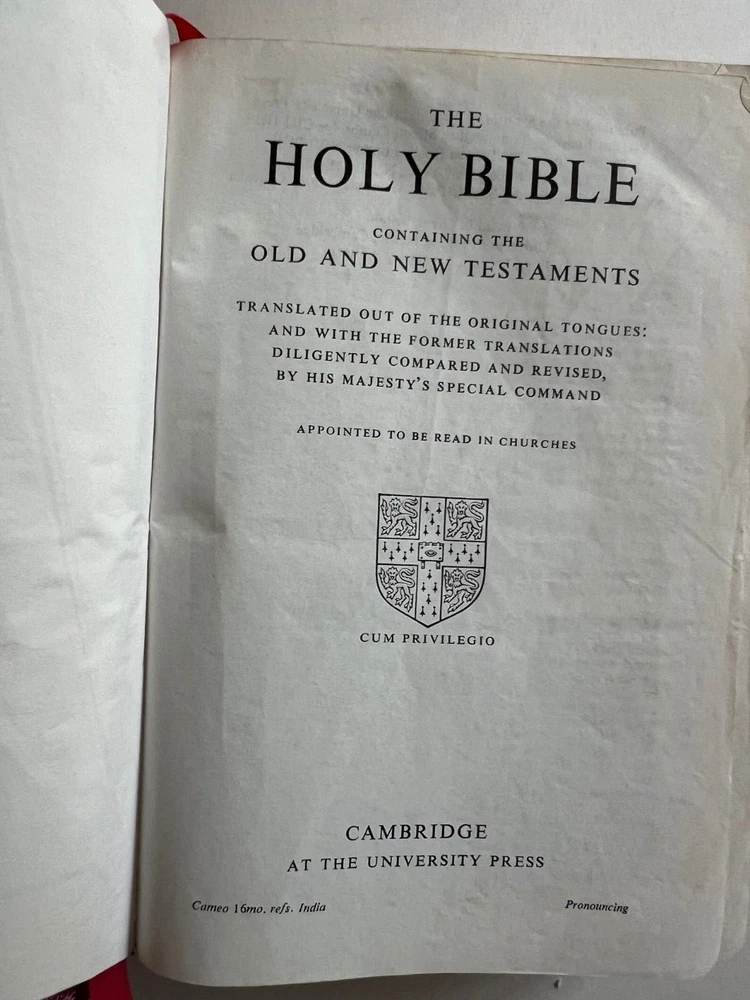 THE
HOLY BIBLE
CONTAINING THE
OLD AND NEW TESTAMENTS
TRANSLATED OUT OF THE ORIGINAL TONGUES:
AND WITH THE FORMER TRANSLATIONS
DILIGENTLY COMPARED AND REVISED,
BY HIS MAJESTY'S SPECIAL COMMAND
APPOINTED TO BE READ IN CHURCHES
CUM PRIVILEGIO
CAMBRIDGE
AT THE UNIVERSITY PRESS
Cameo 16mo. refs. India
Pronouncing